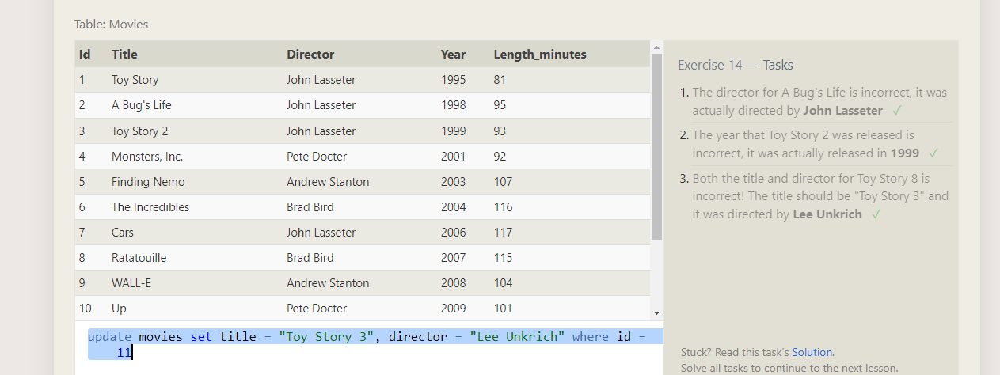 Table: Movies
Id Title Director Year Length_minutes
1 Toy Story John Lasseter 1995 81
2 A Bug's Life John Lasseter 1998 95
3 Toy Story 2 John Lasseter 1999 93
4 Monsters, Inc. Pete Docter 2001 92
5 Finding Nemo Andrew Stanton 2003 107
6 The Incredibles Brad Bird 2004 116
7 Cars John Lasseter 2006 117
8 Ratatouille Brad Bird 2007 115
9 WALL-E Andrew Stanton 2008 104
10 Up Pete Docter 2009 101
update movies set title = "Toy Story 3", director = "Lee Unkrich" where id =
11
Exercise 14 — Tasks
1. The director for A Bug's Life is incorrect, it was
actually directed by John Lasseter ✓
2. The year that Toy Story 2 was released is
incorrect, it was actually released in 1999 ✓
3. Both the title and director for Toy Story 8 is
incorrect! The title should be "Toy Story 3" and
it was directed by Lee Unkrich ✓
Stuck? Read this task's Solution.
Solve all tasks to continue to the next lesson.